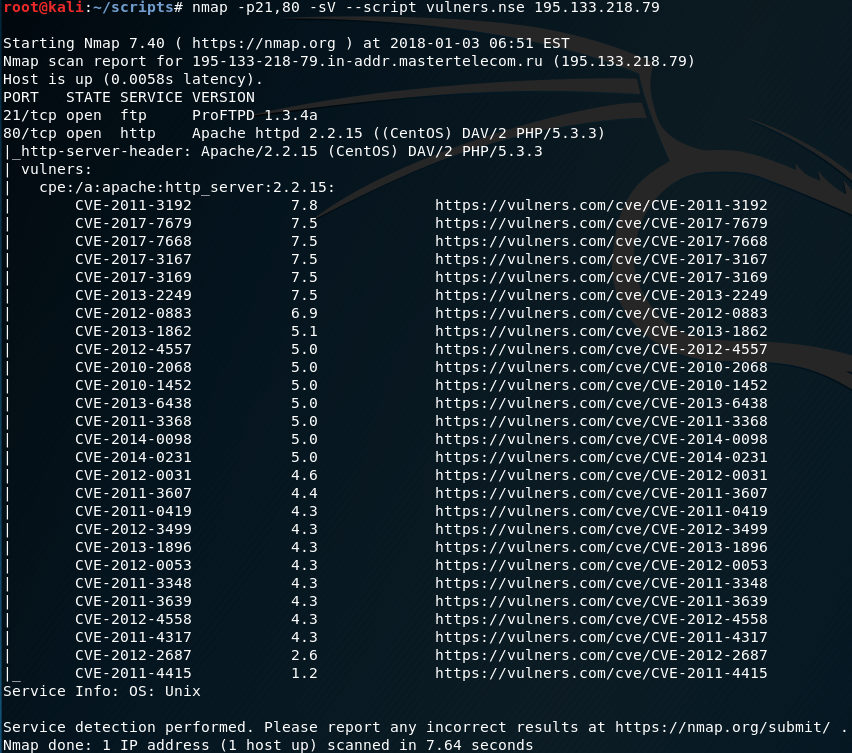 root@kali:~/scripts# nmap -p21,80 -sV --script vulners.nse 195.133.218.79
Starting Nmap 7.40 ( https://nmap.org ) at 2018-01-03 06:51 EST
Nmap scan report for 195-133-218-79.in-addr.mastertelecom.ru (195.133.218.79)
Host is up (0.0058s latency).
PORT   STATE SERVICE VERSION
21/tcp open  ftp     ProFTPD 1.3.4a
80/tcp open  http    Apache httpd 2.2.15 ((CentOS) DAV/2 PHP/5.3.3)
|_http-server-header: Apache/2.2.15 (CentOS) DAV/2 PHP/5.3.3
| vulners:
|   cpe:/a:apache:http_server:2.2.15:
|       CVE-2011-3192           7.8             https://vulners.com/cve/CVE-2011-3192
|       CVE-2017-7679           7.5             https://vulners.com/cve/CVE-2017-7679
|       CVE-2017-7668           7.5             https://vulners.com/cve/CVE-2017-7668
|       CVE-2017-3167           7.5             https://vulners.com/cve/CVE-2017-3167
|       CVE-2017-3169           7.5             https://vulners.com/cve/CVE-2017-3169
|       CVE-2013-2249           7.5             https://vulners.com/cve/CVE-2013-2249
|       CVE-2012-0883           6.9             https://vulners.com/cve/CVE-2012-0883
|       CVE-2013-1862           5.1             https://vulners.com/cve/CVE-2013-1862
|       CVE-2012-4557           5.0             https://vulners.com/cve/CVE-2012-4557
|       CVE-2010-2068           5.0             https://vulners.com/cve/CVE-2010-2068
|       CVE-2010-1452           5.0             https://vulners.com/cve/CVE-2010-1452
|       CVE-2013-6438           5.0             https://vulners.com/cve/CVE-2013-6438
|       CVE-2011-3368           5.0             https://vulners.com/cve/CVE-2011-3368
|       CVE-2014-0098           5.0             https://vulners.com/cve/CVE-2014-0098
|       CVE-2014-0231           5.0             https://vulners.com/cve/CVE-2014-0231
|       CVE-2012-0031           4.6             https://vulners.com/cve/CVE-2012-0031
|       CVE-2011-3607           4.4             https://vulners.com/cve/CVE-2011-3607
|       CVE-2011-0419           4.3             https://vulners.com/cve/CVE-2011-0419
|       CVE-2012-3499           4.3             https://vulners.com/cve/CVE-2012-3499
|       CVE-2013-1896           4.3             https://vulners.com/cve/CVE-2013-1896
|       CVE-2012-0053           4.3             https://vulners.com/cve/CVE-2012-0053
|       CVE-2011-3348           4.3             https://vulners.com/cve/CVE-2011-3348
|       CVE-2011-3639           4.3             https://vulners.com/cve/CVE-2011-3639
|       CVE-2012-4558           4.3             https://vulners.com/cve/CVE-2012-4558
|       CVE-2011-4317           4.3             https://vulners.com/cve/CVE-2011-4317
|       CVE-2012-2687           2.6             https://vulners.com/cve/CVE-2012-2687
|_      CVE-2011-4415           1.2             https://vulners.com/cve/CVE-2011-4415
Service Info: OS: Unix
Service detection performed. Please report any incorrect results at https://nmap.org/submit/ .
Nmap done: 1 IP address (1 host up) scanned in 7.64 seconds